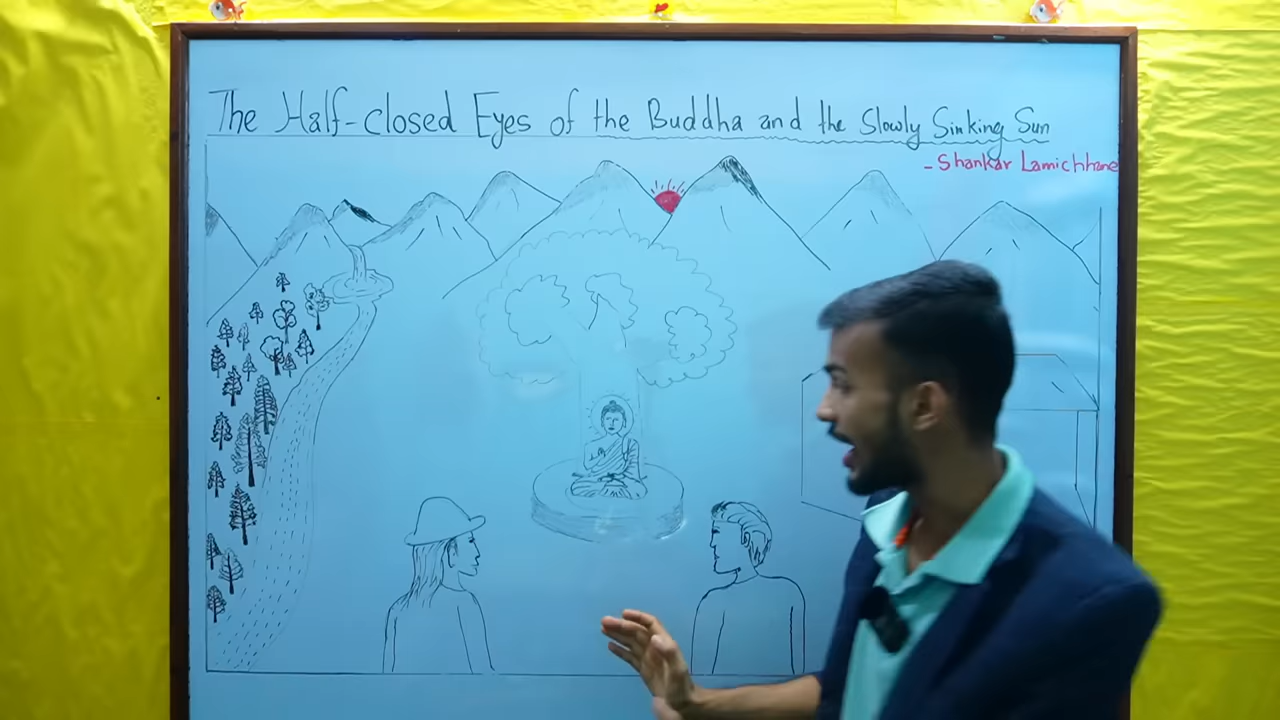 The Half-closed Eyes of the Buddha and the Slowly Sinking Sun
- Shankar Lamichhane